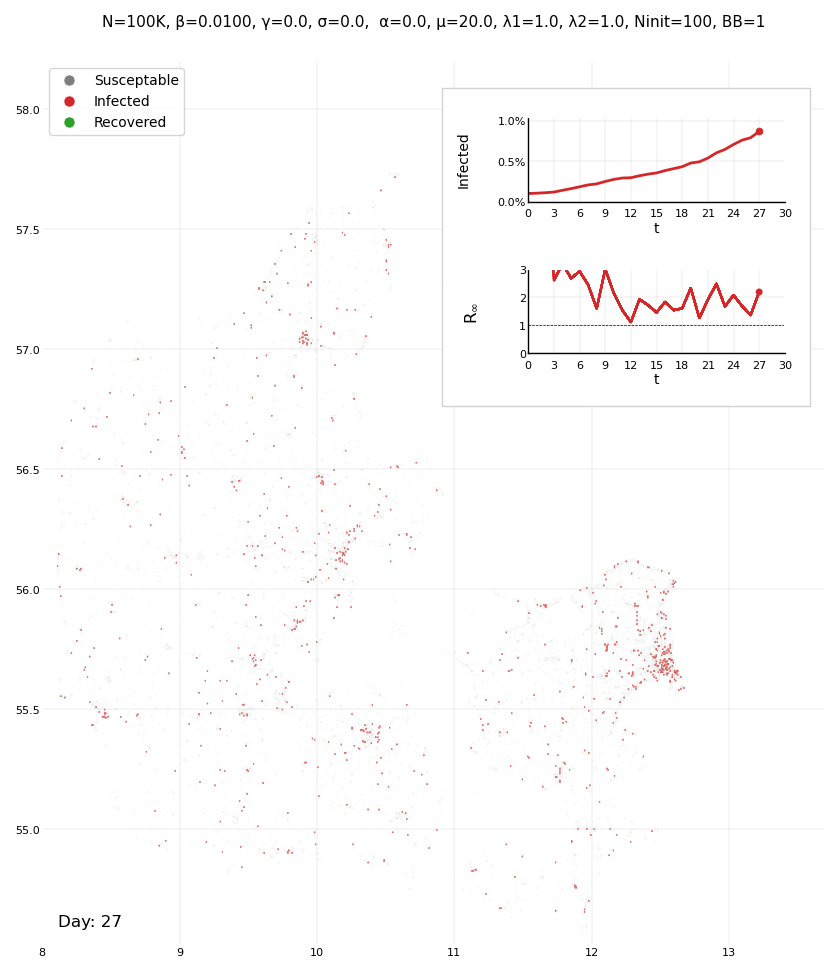 N=100K, β=0.0100, γ=0.0, σ=0.0,  α=0.0, μ=20.0, λ1=1.0, λ2=1.0, Ninit=100, BB=1
Susceptable
Infected
Recovered
58.0
57.5
57.0
56.5
56.0
55.5
55.0
8 9 10 11 12 13
Day: 27
Infected
1.0%
0.5%
0.0%
0 3 6 9 12 15 18 21 24 27 30
t
R∞
3
2
1
0
0 3 6 9 12 15 18 21 24 27 30
t